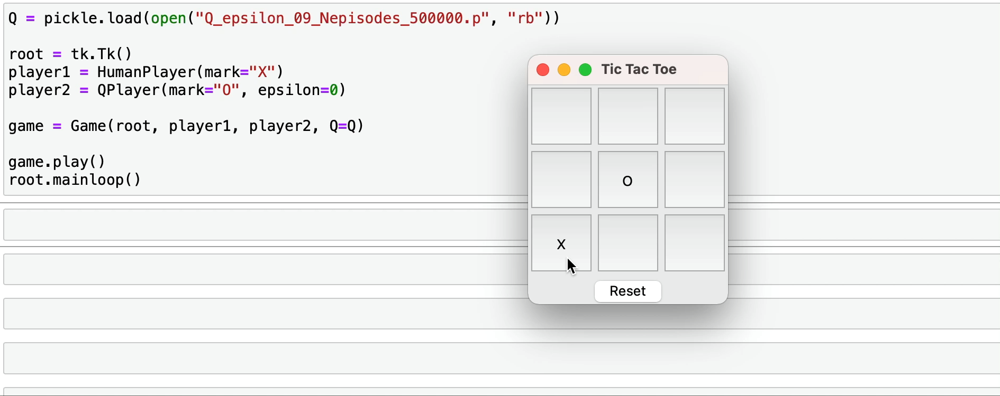 Q = pickle.load(open("Q_epsilon_09_Nepisodes_500000.p", "rb"))
root = tk.Tk()
player1 = HumanPlayer(mark="X")
player2 = QPlayer(mark="O", epsilon=0)
game = Game(root, player1, player2, Q=Q)
game.play()
root.mainloop()
Tic Tac Toe
O
X
Reset